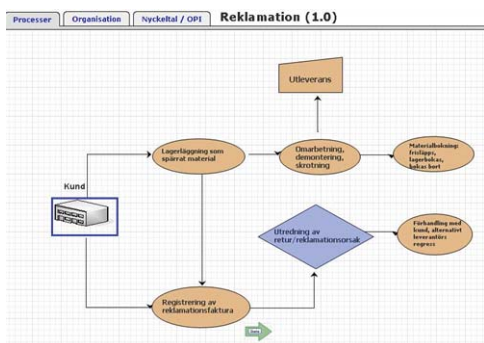 Processer
Organisation
Nyckeltal / OPI
Reklamation (1.0)
Utleverans
Lagerläggning som
spärrat material
Omarbetning,
demontering,
skrotning
Materialbokning:
frisläpps,
lagerbokas,
bokas bort
Kund
Utredning av
retur/reklamationsorsak
Förhandling med
kund, alternativt
leverantörs
regress
Registrering av
reklamationsfaktura